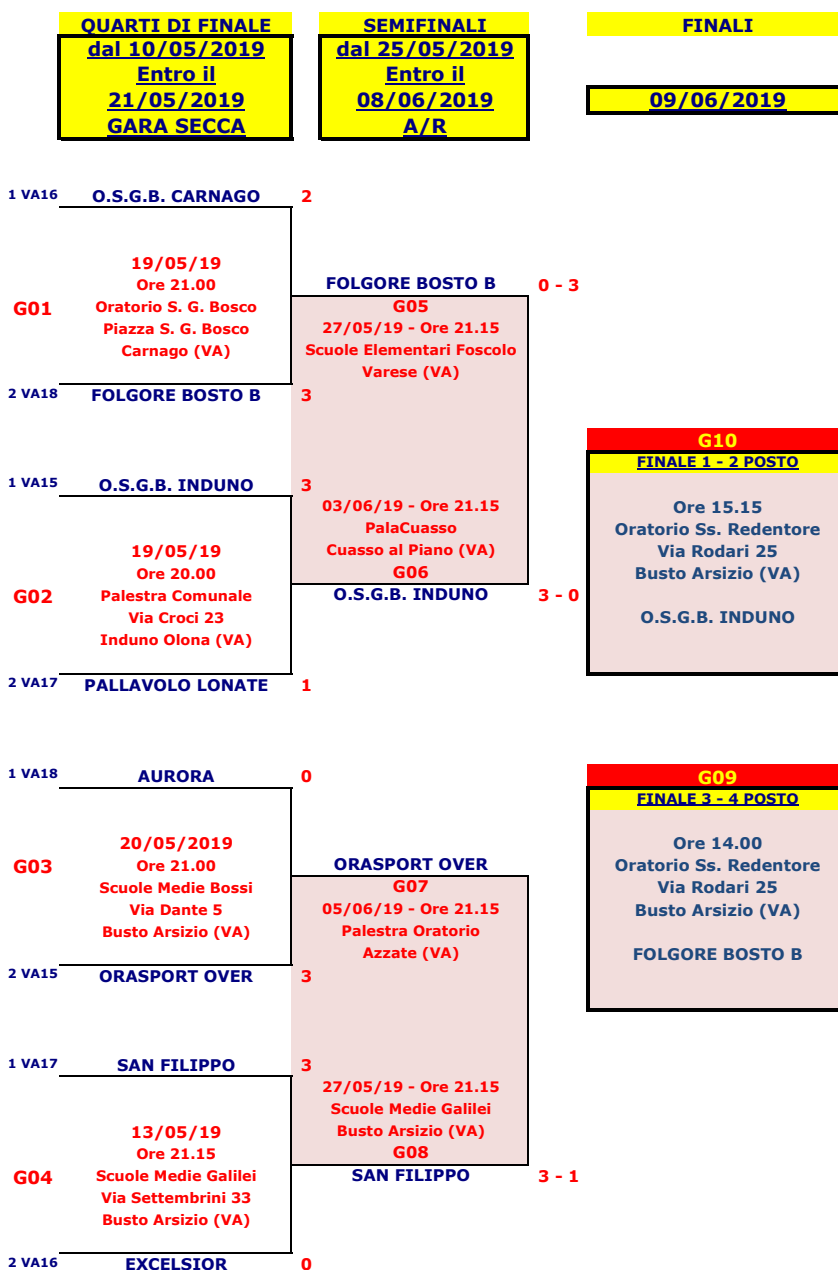 QUARTI DI FINALE
dal 10/05/2019
Entro il
21/05/2019
GARA SECCA
SEMIFINALI
dal 25/05/2019
Entro il
08/06/2019
A/R
FINALI
09/06/2019
1 VA16 O.S.G.B. CARNAGO 2
G01
19/05/19
Ore 21.00
Oratorio S. G. Bosco
Piazza S. G. Bosco
Carnago (VA)
2 VA18 FOLGORE BOSTO B 3
1 VA15 O.S.G.B. INDUNO 3
G02
19/05/19
Ore 20.00
Palestra Comunale
Via Croci 23
Induno Olona (VA)
2 VA17 PALLAVOLO LONATE 1
1 VA18 AURORA 0
G03
20/05/2019
Ore 21.00
Scuole Medie Bossi
Via Dante 5
Busto Arsizio (VA)
2 VA15 ORASPORT OVER 3
1 VA17 SAN FILIPPO 3
G04
13/05/19
Ore 21.15
Scuole Medie Galilei
Via Settembrini 33
Busto Arsizio (VA)
2 VA16 EXCELSIOR 0
FOLGORE BOSTO B 0 - 3
G05
27/05/19 - Ore 21.15
Scuole Elementari Foscolo
Varese (VA)
03/06/19 - Ore 21.15
PalaCuasso
Cuasso al Piano (VA)
G06
O.S.G.B. INDUNO 3 - 0
ORASPORT OVER
G07
05/06/19 - Ore 21.15
Palestra Oratorio
Azzate (VA)
27/05/19 - Ore 21.15
Scuole Medie Galilei
Busto Arsizio (VA)
G08
SAN FILIPPO 3 - 1
G10
FINALE 1 - 2 POSTO
Ore 15.15
Oratorio Ss. Redentore
Via Rodari 25
Busto Arsizio (VA)
O.S.G.B. INDUNO
G09
FINALE 3 - 4 POSTO
Ore 14.00
Oratorio Ss. Redentore
Via Rodari 25
Busto Arsizio (VA)
FOLGORE BOSTO B